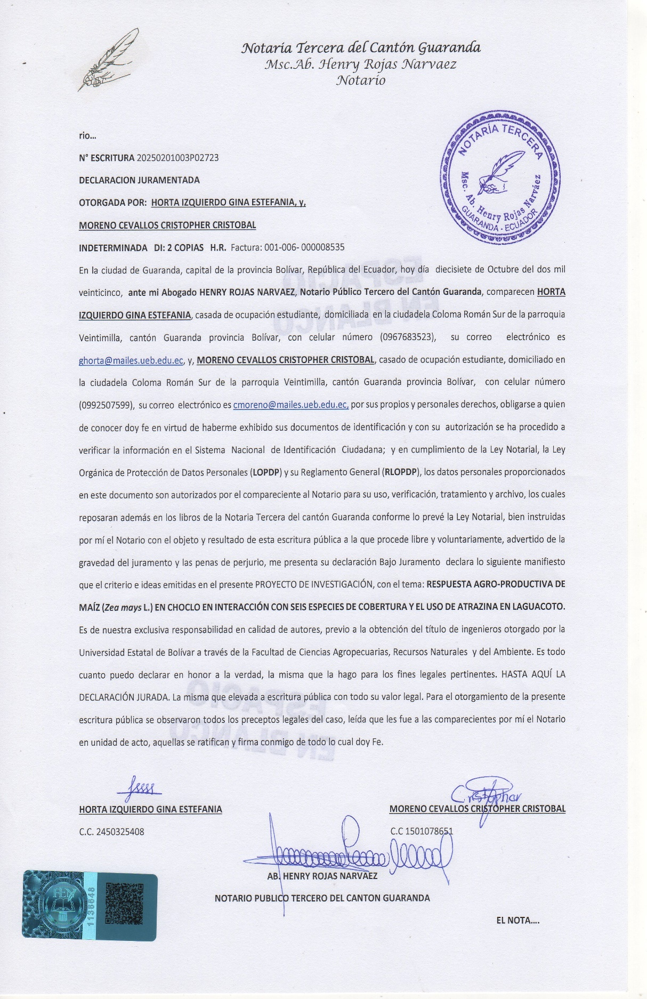 Notaría Tercera del Cantón Guaranda
Msc.Ab. Henry Rojas Narvaez
Notario
NOTARÍA TERCERA
Msc. Ab. Henry Rojas Narváez
GUARANDA - ECUADOR
rio...
N° ESCRITURA 20250201003P02723
DECLARACION JURAMENTADA
OTORGADA POR: HORTA IZQUIERDO GINA ESTEFANIA, y,
MORENO CEVALLOS CRISTOPHER CRISTOBAL
INDETERMINADA DI: 2 COPIAS H.R. Factura: 001-006- 000008535
En la ciudad de Guaranda, capital de la provincia Bolívar, República del Ecuador, hoy día diecisiete de Octubre del dos mil
veinticinco, ante mi Abogado HENRY ROJAS NARVAEZ, Notario Público Tercero del Cantón Guaranda, comparecen HORTA
IZQUIERDO GINA ESTEFANIA, casada de ocupación estudiante, domiciliada en la ciudadela Coloma Román Sur de la parroquia
Veintimilla, cantón Guaranda provincia Bolívar, con celular número (0967683523), su correo electrónico es
ghorta@mailes.ueb.edu.ec, y, MORENO CEVALLOS CRISTOPHER CRISTOBAL, casado de ocupación estudiante, domiciliado en
la ciudadela Coloma Román Sur de la parroquia Veintimilla, cantón Guaranda provincia Bolívar, con celular número
(0992507599), su correo electrónico es cmoreno@mailes.ueb.edu.ec, por sus propios y personales derechos, obligarse a quien
de conocer doy fe en virtud de haberme exhibido sus documentos de identificación y con su autorización se ha procedido a
verificar la información en el Sistema Nacional de Identificación Ciudadana; y en cumplimiento de la Ley Notarial, la Ley
Orgánica de Protección de Datos Personales (LOPDP) y su Reglamento General (RLOPDP), los datos personales proporcionados
en este documento son autorizados por el compareciente al Notario para su uso, verificación, tratamiento y archivo, los cuales
reposaran además en los libros de la Notaria Tercera del cantón Guaranda conforme lo prevé la Ley Notarial, bien instruidas
por mí el Notario con el objeto y resultado de esta escritura pública a la que procede libre y voluntariamente, advertido de la
gravedad del juramento y las penas de perjurio, me presenta su declaración Bajo Juramento declara lo siguiente manifiesto
que el criterio e ideas emitidas en el presente PROYECTO DE INVESTIGACIÓN, con el tema: RESPUESTA AGRO-PRODUCTIVA DE
MAÍZ (Zea mays L.) EN CHOCLO EN INTERACCIÓN CON SEIS ESPECIES DE COBERTURA Y EL USO DE ATRAZINA EN LAGUACOTO.
Es de nuestra exclusiva responsabilidad en calidad de autores, previo a la obtención del título de ingenieros otorgado por la
Universidad Estatal de Bolívar a través de la Facultad de Ciencias Agropecuarias, Recursos Naturales y del Ambiente. Es todo
cuanto puedo declarar en honor a la verdad, la misma que la hago para los fines legales pertinentes. HASTA AQUÍ LA
DECLARACIÓN JURADA. La misma que elevada a escritura pública con todo su valor legal. Para el otorgamiento de la presente
escritura pública se observaron todos los preceptos legales del caso, leída que les fue a las comparecientes por mí el Notario
en unidad de acto, aquellas se ratifican y firma conmigo de todo lo cual doy Fe.
Cristopher
HORTA IZQUIERDO GINA ESTEFANIA MORENO CEVALLOS CRISTOPHER CRISTOBAL
C.C. 2450325408 C.C 1501078651
AB. HENRY ROJAS NARVAEZ
NOTARIO PUBLICO TERCERO DEL CANTON GUARANDA
EL NOTA....
FEN
1138648
ESPACIO
EN BLANCO
ESPACIO
EN BLANCO